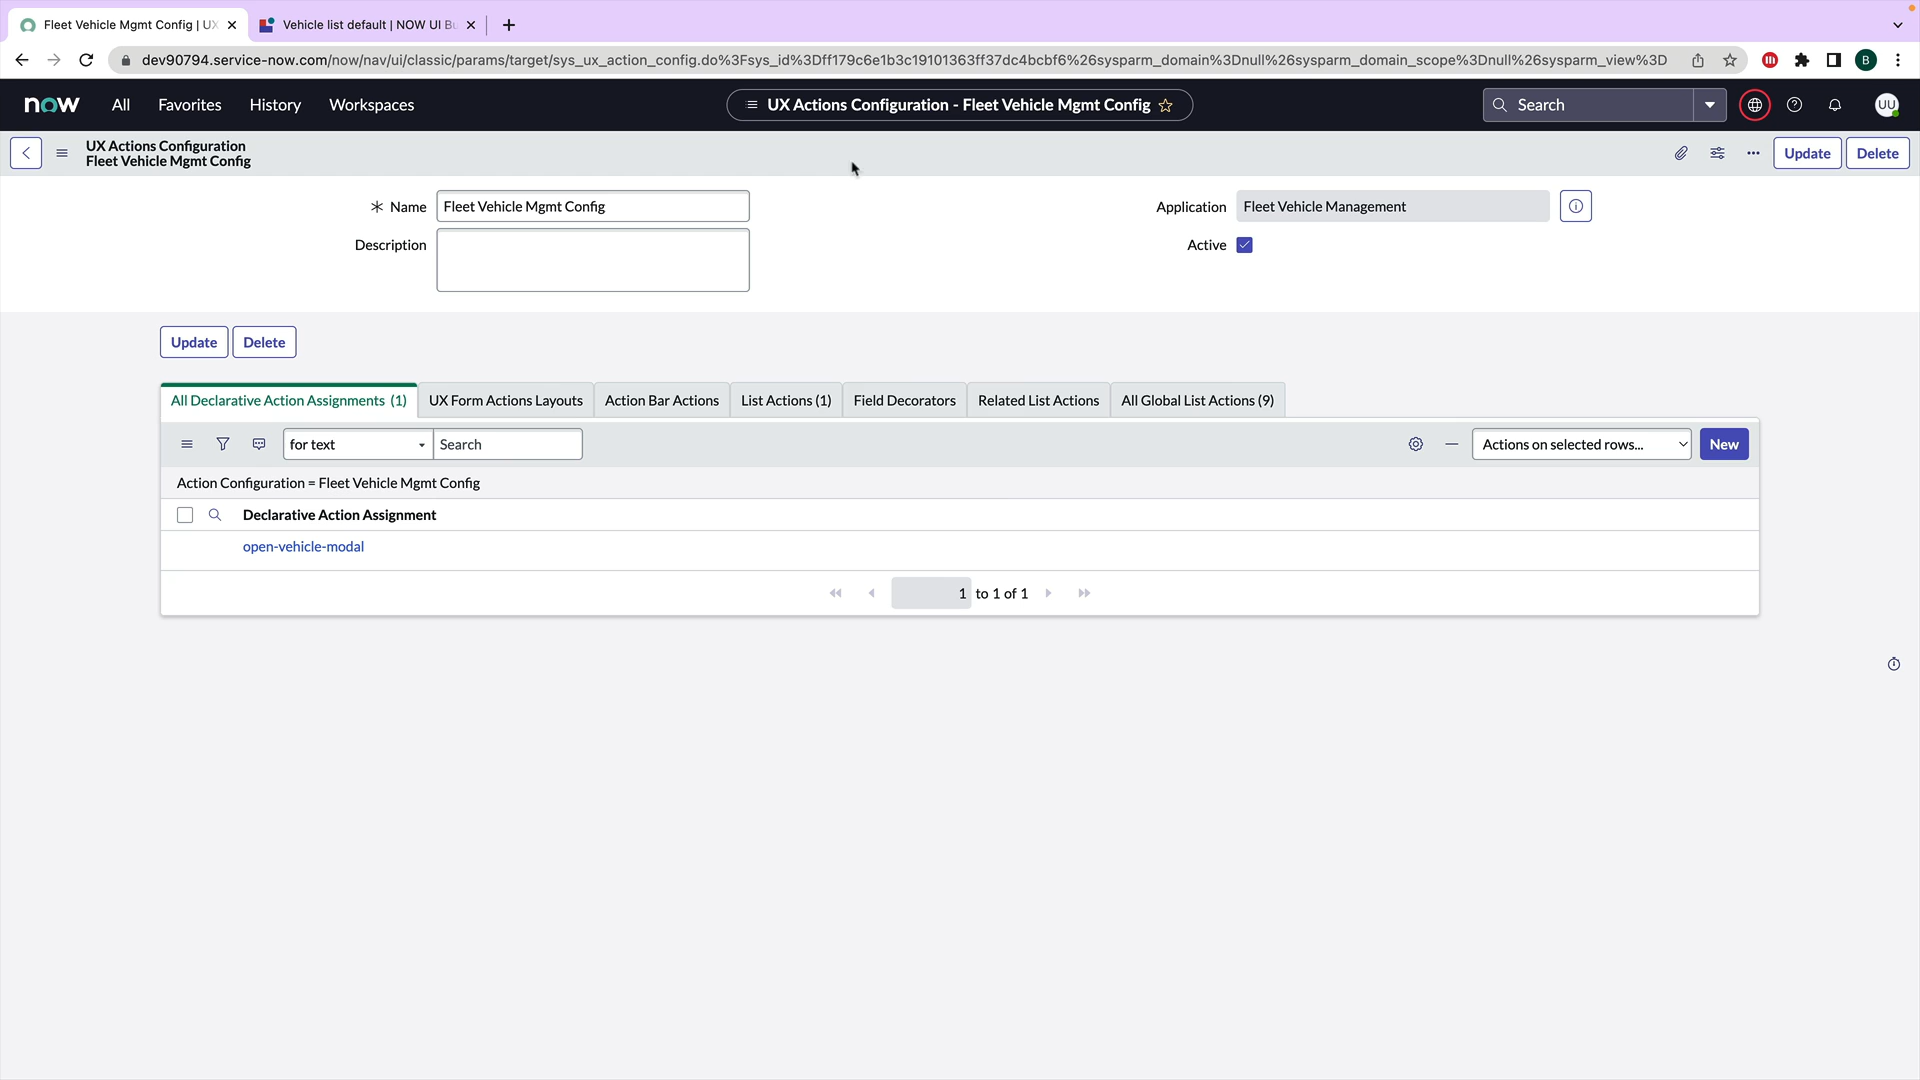 Fleet Vehicle Mgmt Config | UX
Vehicle list default | NOW UI Bu
dev90794.service-now.com/now/nav/ui/classic/params/target/sys_ux_action_config.do%3Fsys_id%3Dff179c6e1b3c19101363ff37dc4bcbf6%26sysparm_domain%3Dnull%26sysparm_domain_scope%3Dnull%26sysparm_view%3D
B
now
All
Favorites
History
Workspaces
UX Actions Configuration - Fleet Vehicle Mgmt Config
Search
UU
UX Actions Configuration
Fleet Vehicle Mgmt Config
Update
Delete
Name
Fleet Vehicle Mgmt Config
Application
Fleet Vehicle Management
Description
Active
Update
Delete
All Declarative Action Assignments (1)
UX Form Actions Layouts
Action Bar Actions
List Actions (1)
Field Decorators
Related List Actions
All Global List Actions (9)
for text
Search
Actions on selected rows...
New
Action Configuration = Fleet Vehicle Mgmt Config
Declarative Action Assignment
open-vehicle-modal
1 to 1 of 1